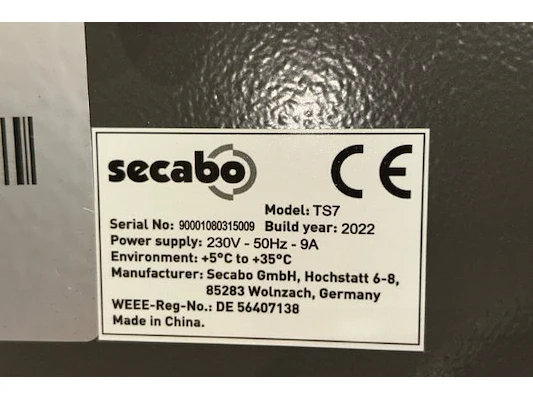 secabo CE
Model: TS7
Serial No: 90001080315009 Build year: 2022
Power supply: 230V - 50Hz - 9A
Environment: +5°C to +35°C
Manufacturer: Secabo GmbH, Hochstatt 6-8,
85283 Wolnzach, Germany
WEEE-Reg-No.: DE 56407138
Made in China.